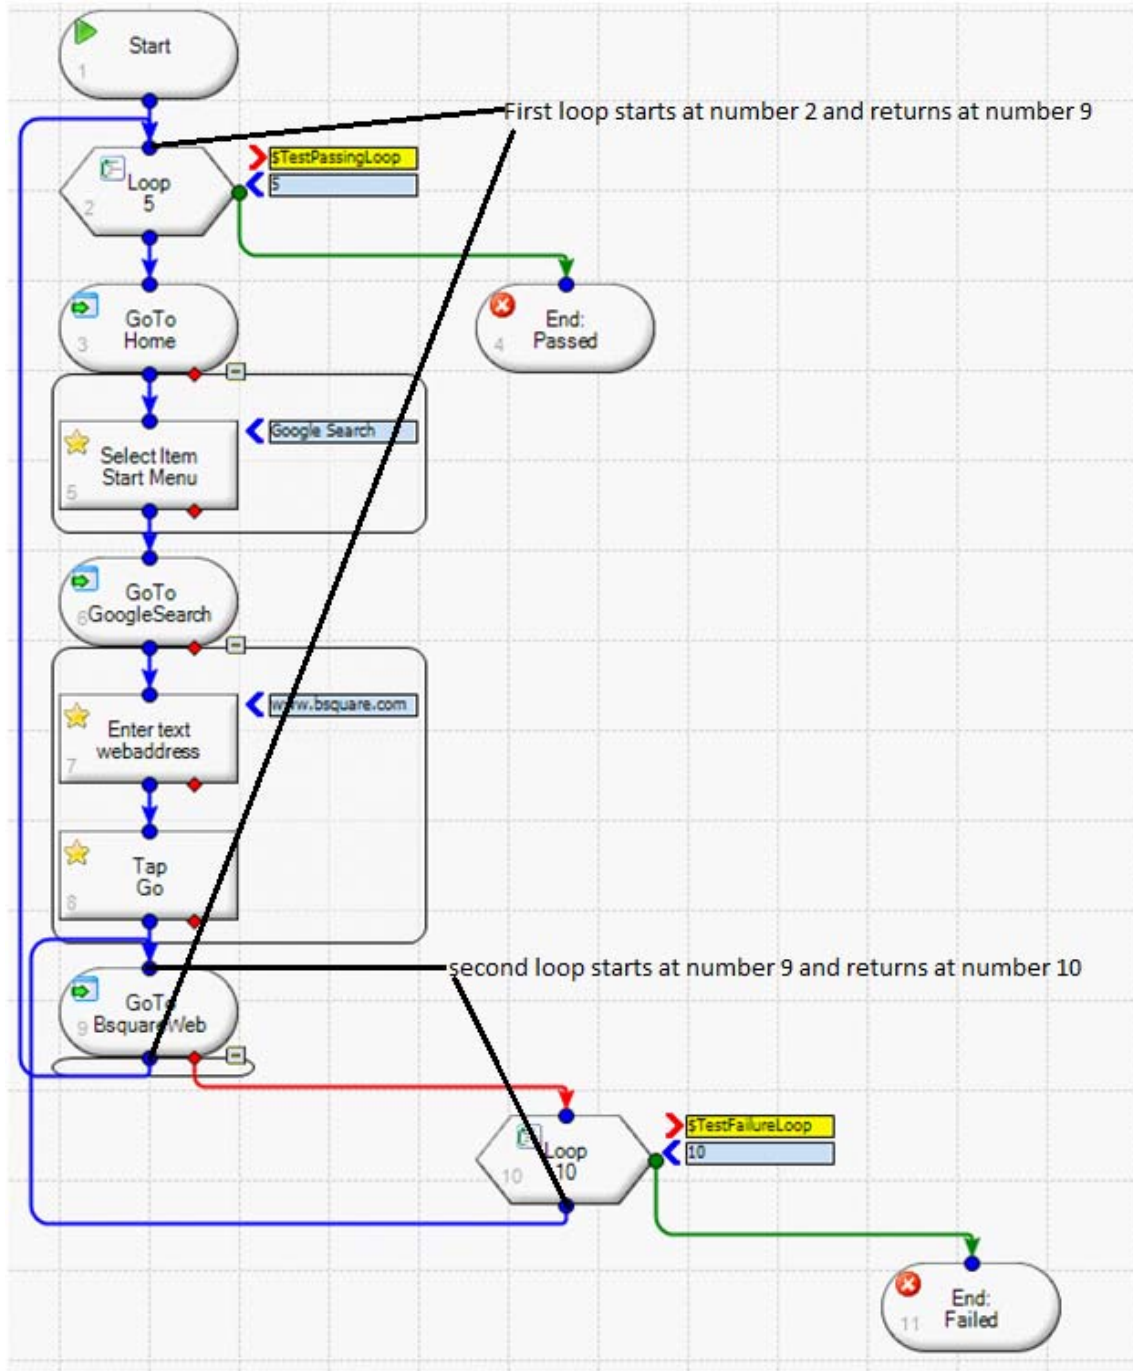 Start
1
First loop starts at number 2 and returns at number 9
$TestPassingLoop
5
Loop
5
2
GoTo
Home
3
End:
Passed
4
Google Search
Select Item
Start Menu
5
GoTo
GoogleSearch
6
www.bsquare.com
Enter text
webaddress
7
Tap
Go
8
second loop starts at number 9 and returns at number 10
GoTo
BsquareWeb
9
$TestFailureLoop
10
Loop
10
10
End:
Failed
11